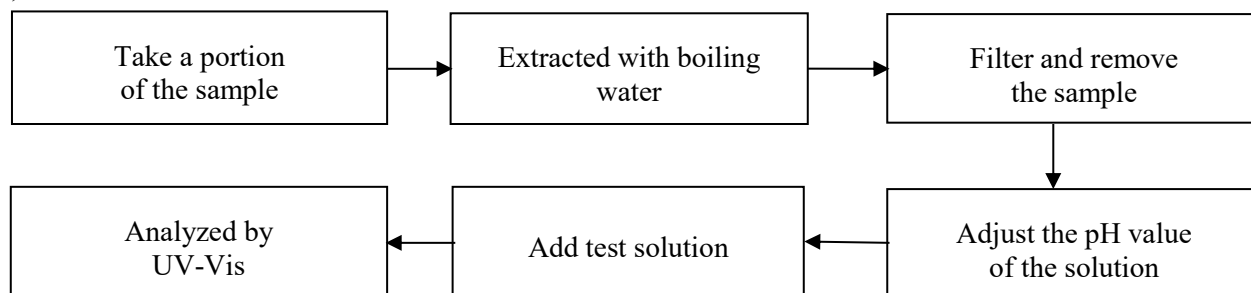 Take a portion
of the sample
Extracted with boiling
water
Filter and remove
the sample
Adjust the pH value
of the solution
Add test solution
Analyzed by
UV-Vis